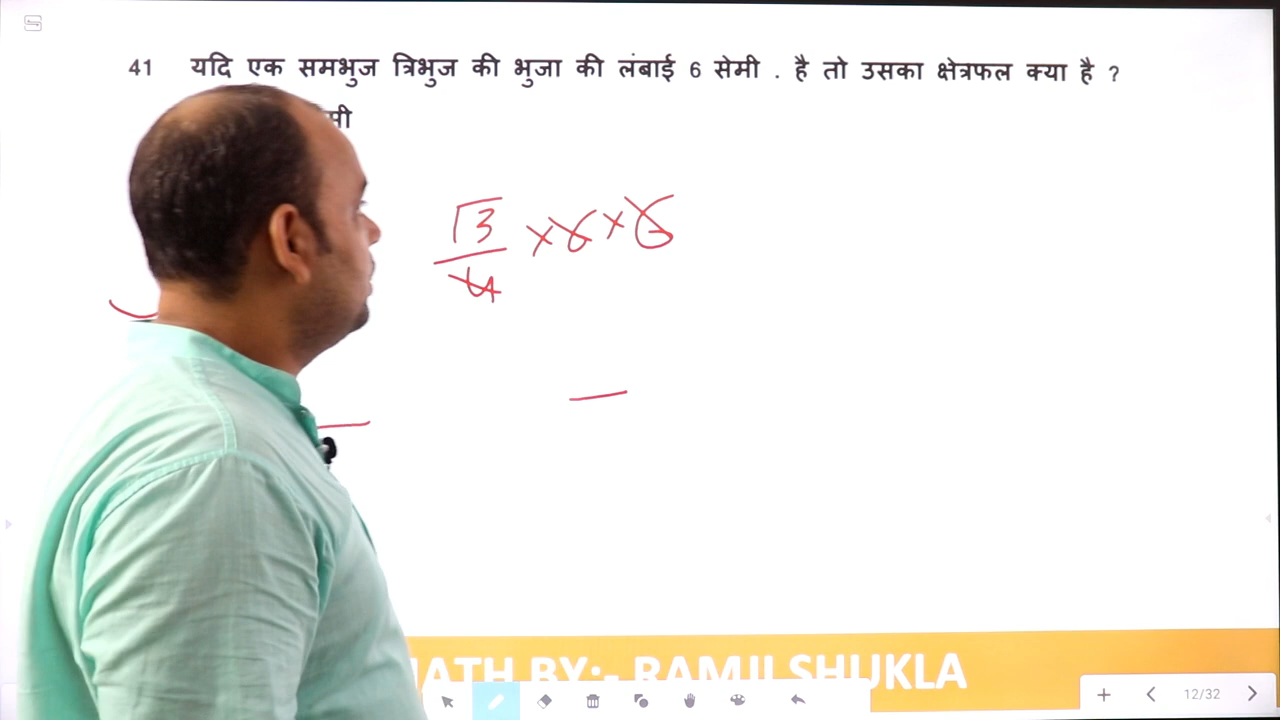 41 यदि एक समभुज त्रिभुज की भुजा की लंबाई 6 सेमी . है तो उसका क्षेत्रफल क्या है ?
√3/4 ×6×6
MATH BY:- RAMJI SHUKLA
12/32